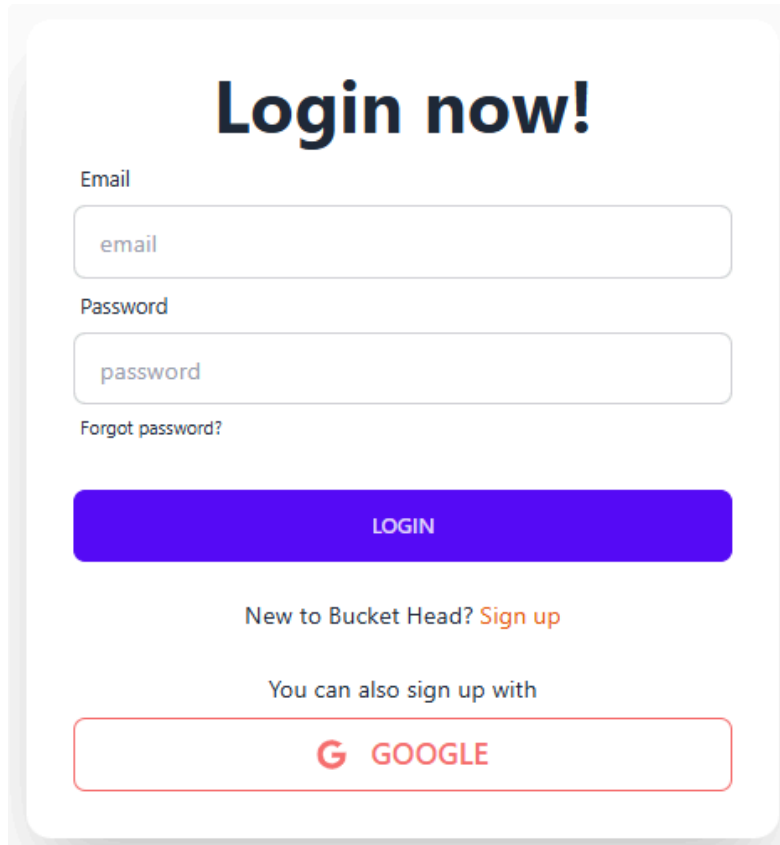 Login now!
Email
email
Password
password
Forgot password?
LOGIN
New to Bucket Head? Sign up
You can also sign up with
G GOOGLE